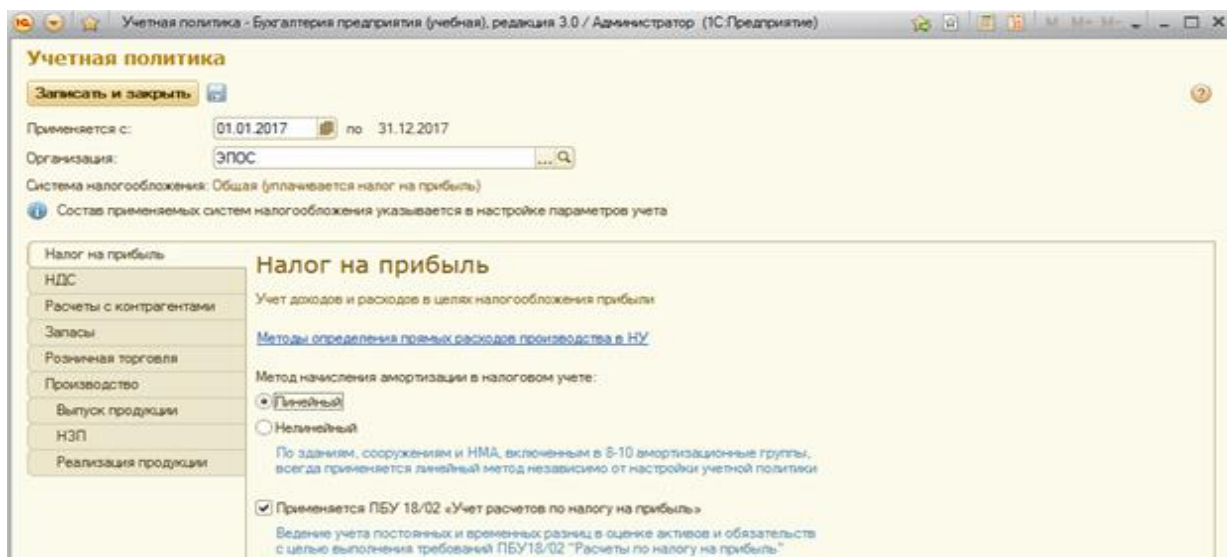 Учетная политика - Бухгалтерия предприятия (учебная), редакция 3.0 / Администратор (1С:Предприятие) M M+ M-
Учетная политика
Записать и закрыть
Применяется с: 01.01.2017 по 31.12.2017
Организация: ЭПОС
Система налогообложения: Общая (уплачивается налог на прибыль)
Состав применяемых систем налогообложения указывается в настройке параметров учета
Налог на прибыль
НДС
Расчеты с контрагентами
Запасы
Розничная торговля
Производство
Выпуск продукции
НЗП
Реализация продукции
Налог на прибыль
Учет доходов и расходов в целях налогообложения прибыли
Методы определения прямых расходов производства в НУ
Метод начисления амортизации в налоговом учете:
Линейный
Нелинейный
По зданиям, сооружениям и НМА, включенным в 8-10 амортизационные группы,
всегда применяется линейный метод независимо от настройки учетной политики
Применяется ПБУ 18/02 «Учет расчетов по налогу на прибыль»
Ведение учета постоянных и временных разниц в оценке активов и обязательств
с целью выполнения требований ПБУ18/02 "Расчеты по налогу на прибыль"